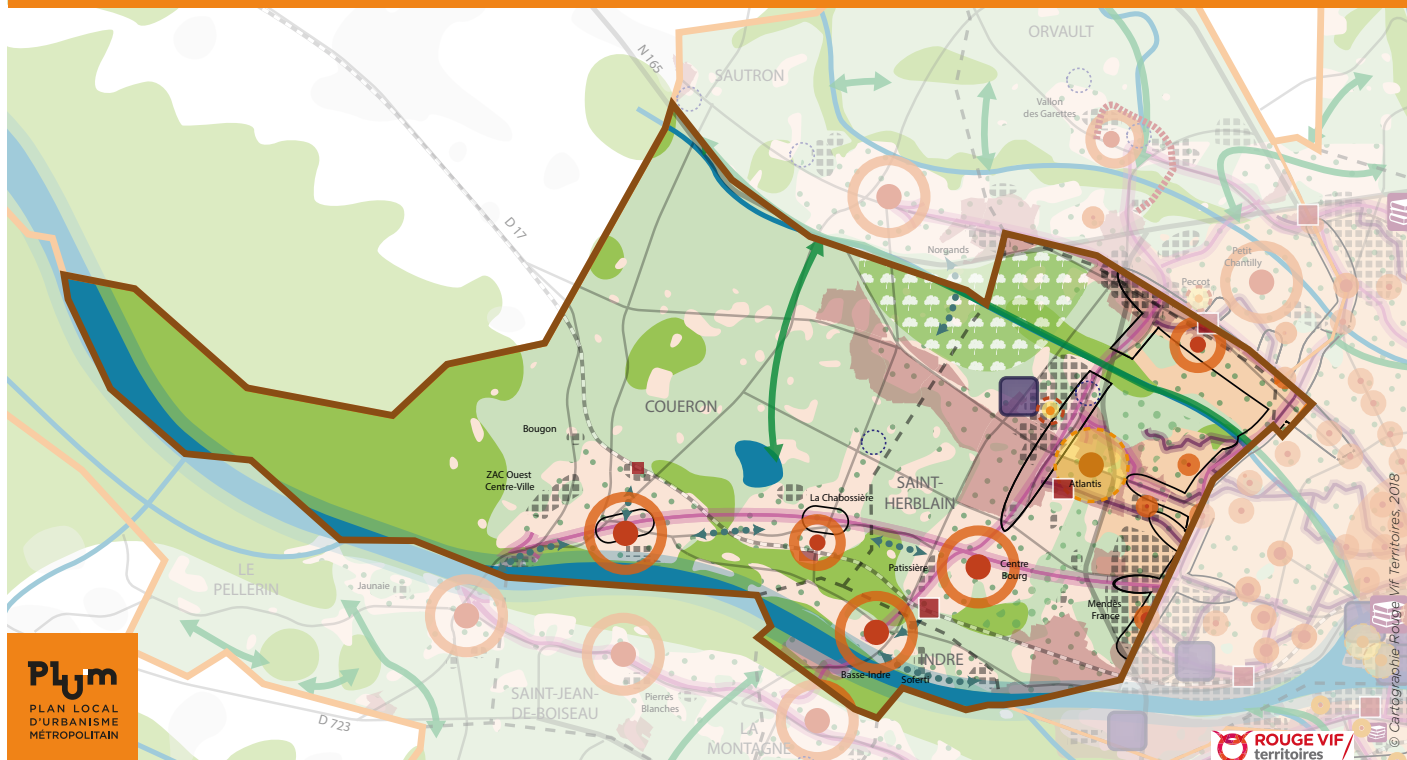 ORVAULT
N 165
SAUTRON
Vallon
des Garettes
D 17
Norgands
Petit
Chantilly
Peccot
COUERON
Bougon
ZAC Ouest
Centre-Ville
La Chabossière
SAINT-
HERBLAIN
Atlantis
LE
PELLERIN
Jaunaie
Patissière
Centre
Bourg
Mendès
France
INDRE
Basse-Indre
Soferti
SAINT-JEAN-
DE-BOISEAU
Pierres
Blanches
D 723
LA
MONTAGNE
PLUm
PLAN LOCAL
D'URBANISME
MÉTROPOLITAIN
ROUGE VIF
territoires
© Cartographie Rouge Vif Territoires, 2018